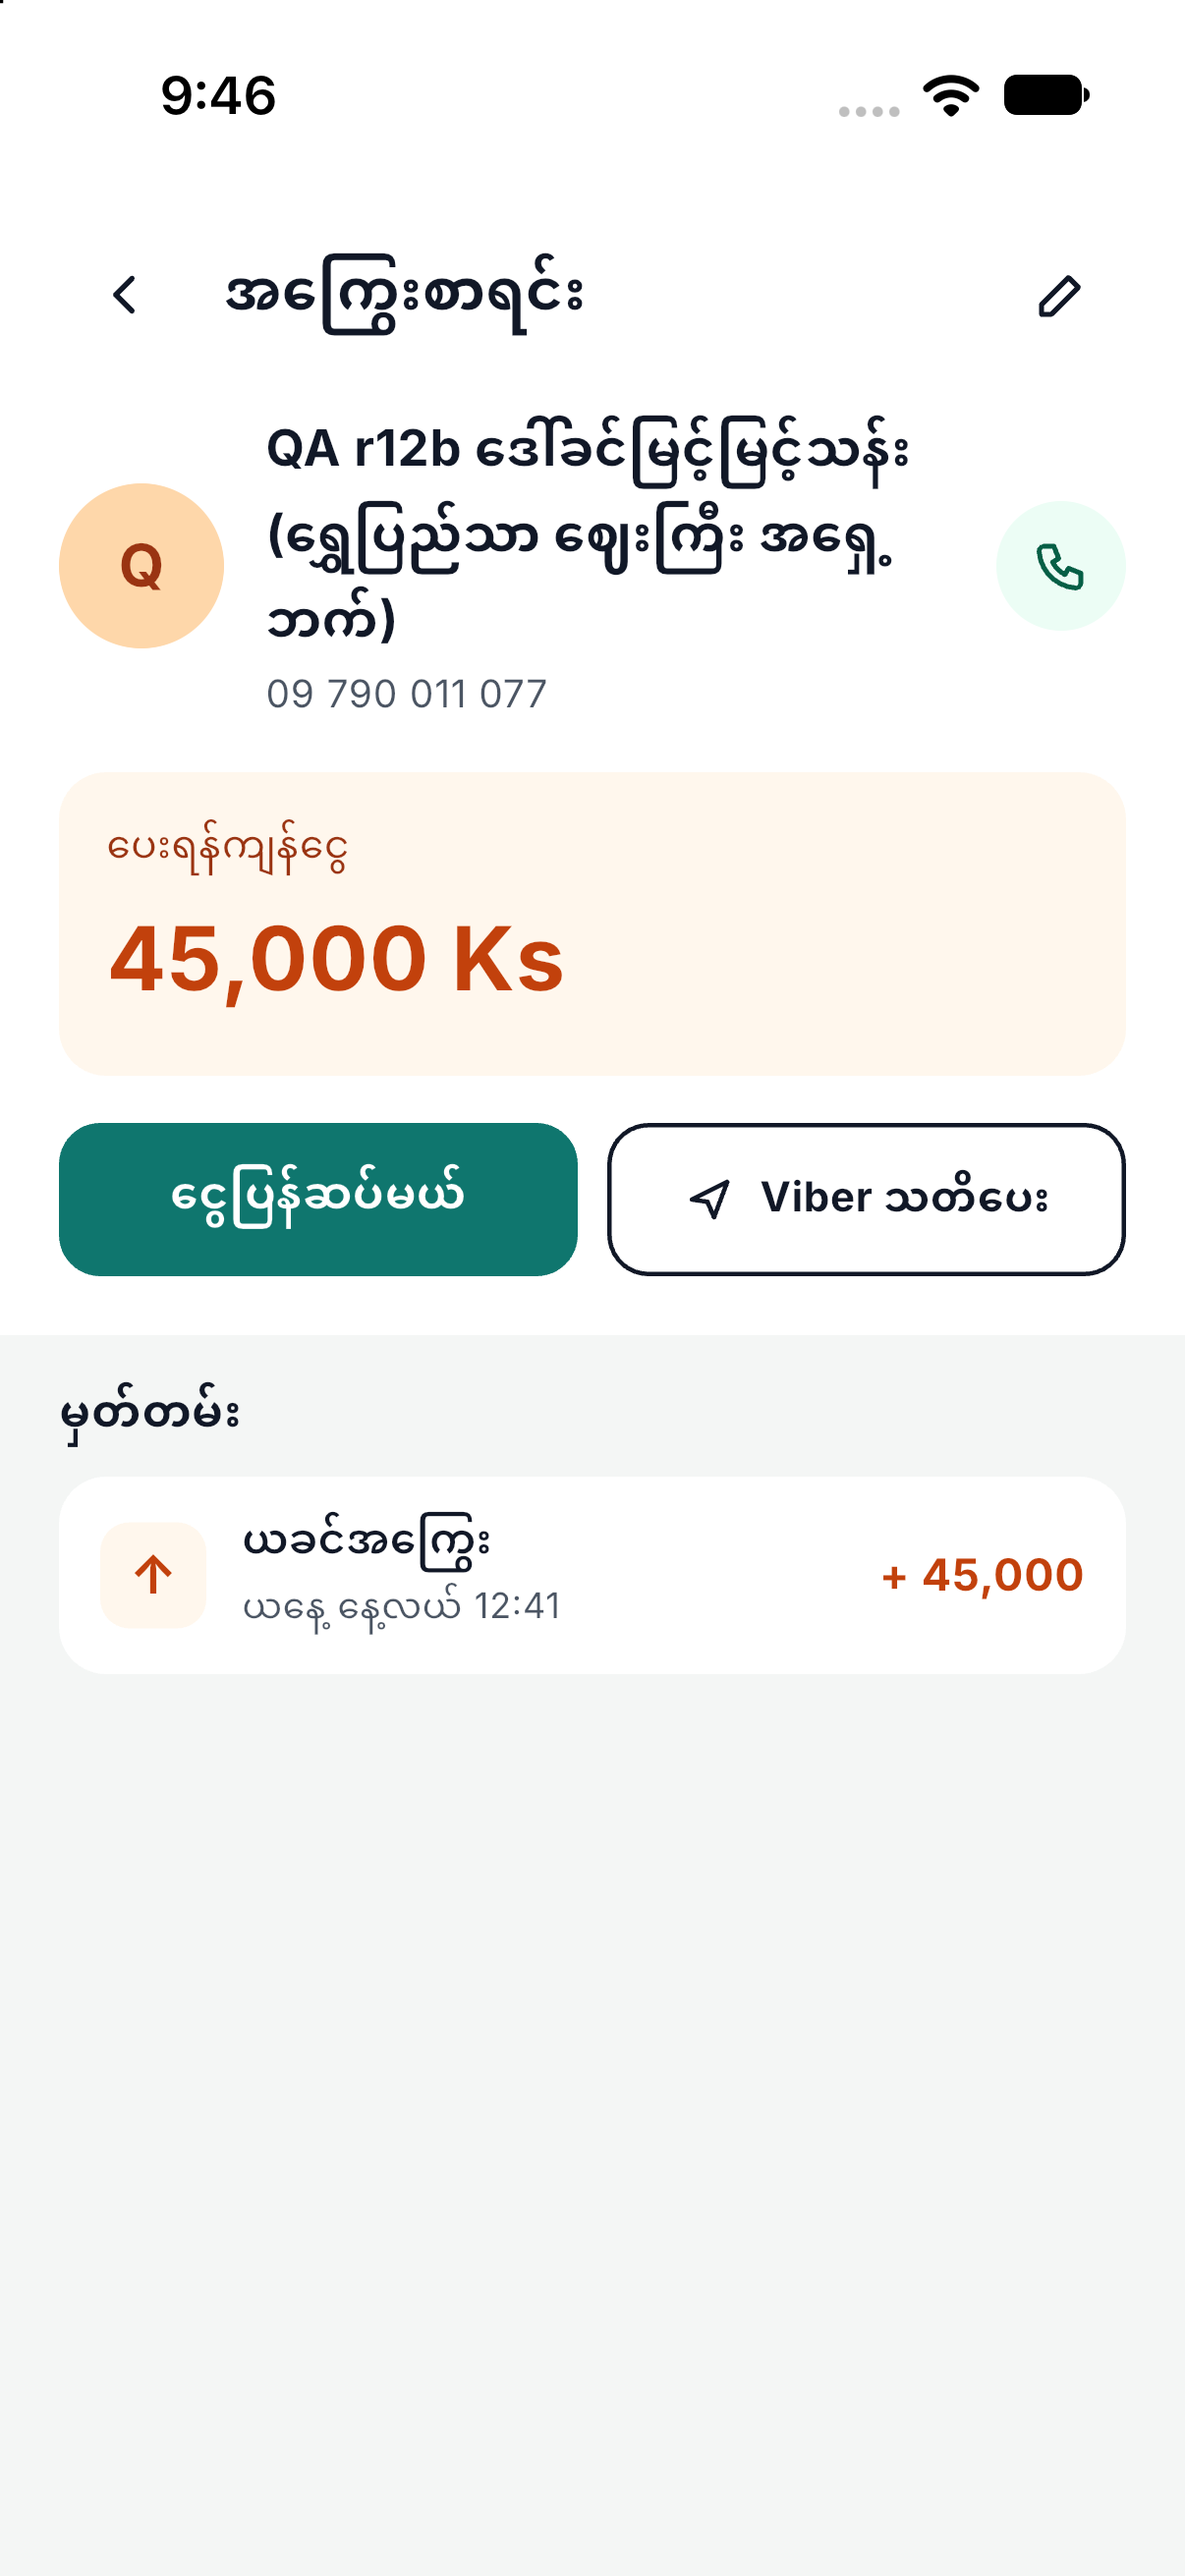 9:46
အကြွေးစာရင်း
QA r12b ဒေါ်ခင်မြင့်မြင့်သန်း
(ရွှေပြည်သာ ဈေးကြီး အရှေ့
ဘက်)
Q
09 790 011 077
ပေးရန်ကျန်ငွေ
45,000 Ks
ငွေပြန်ဆပ်မယ်
Viber သတိပေး
မှတ်တမ်း
ယခင်အကြွေး
ယနေ့ နေ့လယ် 12:41
+ 45,000